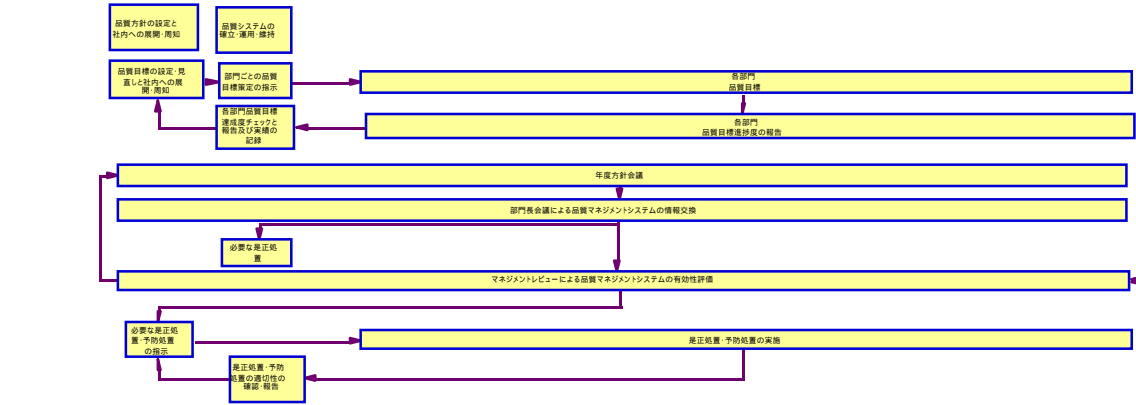 品質方針の設定と
社内への展開・周知
品質システムの
確立・運用・維持
品質目標の設定・見
直しと社内への展
開・周知
部門ごとの品質
目標策定の指示
各部門
品質目標
各部門品質目標
達成度チェックと
報告及び実績の
記録
各部門
品質目標進捗度の報告
年度方針会議
部門長会議による品質マネジメントシステムの情報交換
必要な是正処
置
マネジメントレビューによる品質マネジメントシステムの有効性評価
必要な是正処
置・予防処置
の指示
是正処置・予防処置の実施
是正処置・予防
処置の適切性の
確認・報告